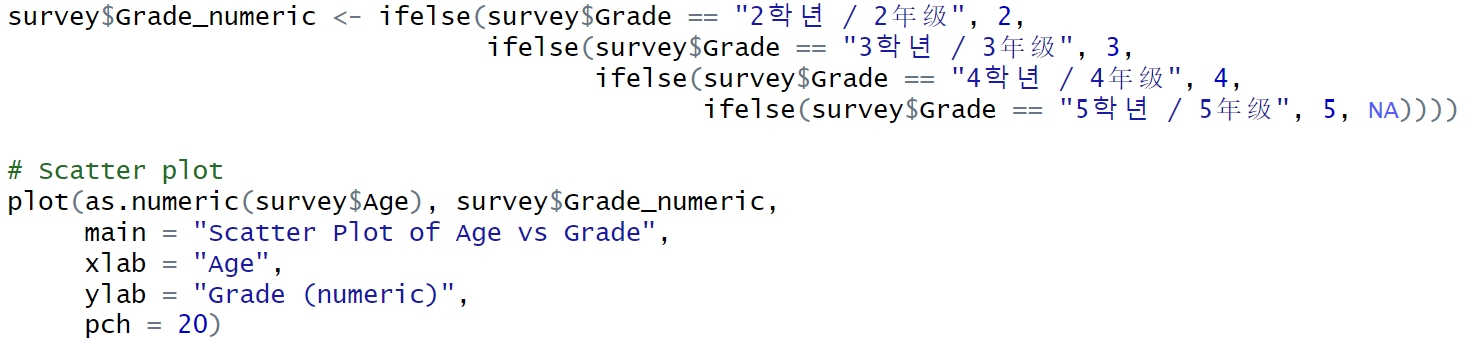 survey$Grade_numeric <- ifelse(survey$Grade == "2학년 / 2年级", 2,
ifelse(survey$Grade == "3학년 / 3年级", 3,
ifelse(survey$Grade == "4학년 / 4年级", 4,
ifelse(survey$Grade == "5학년 / 5年级", 5, NA))))
# Scatter plot
plot(as.numeric(survey$Age), survey$Grade_numeric,
main = "Scatter Plot of Age vs Grade",
xlab = "Age",
ylab = "Grade (numeric)",
pch = 20)